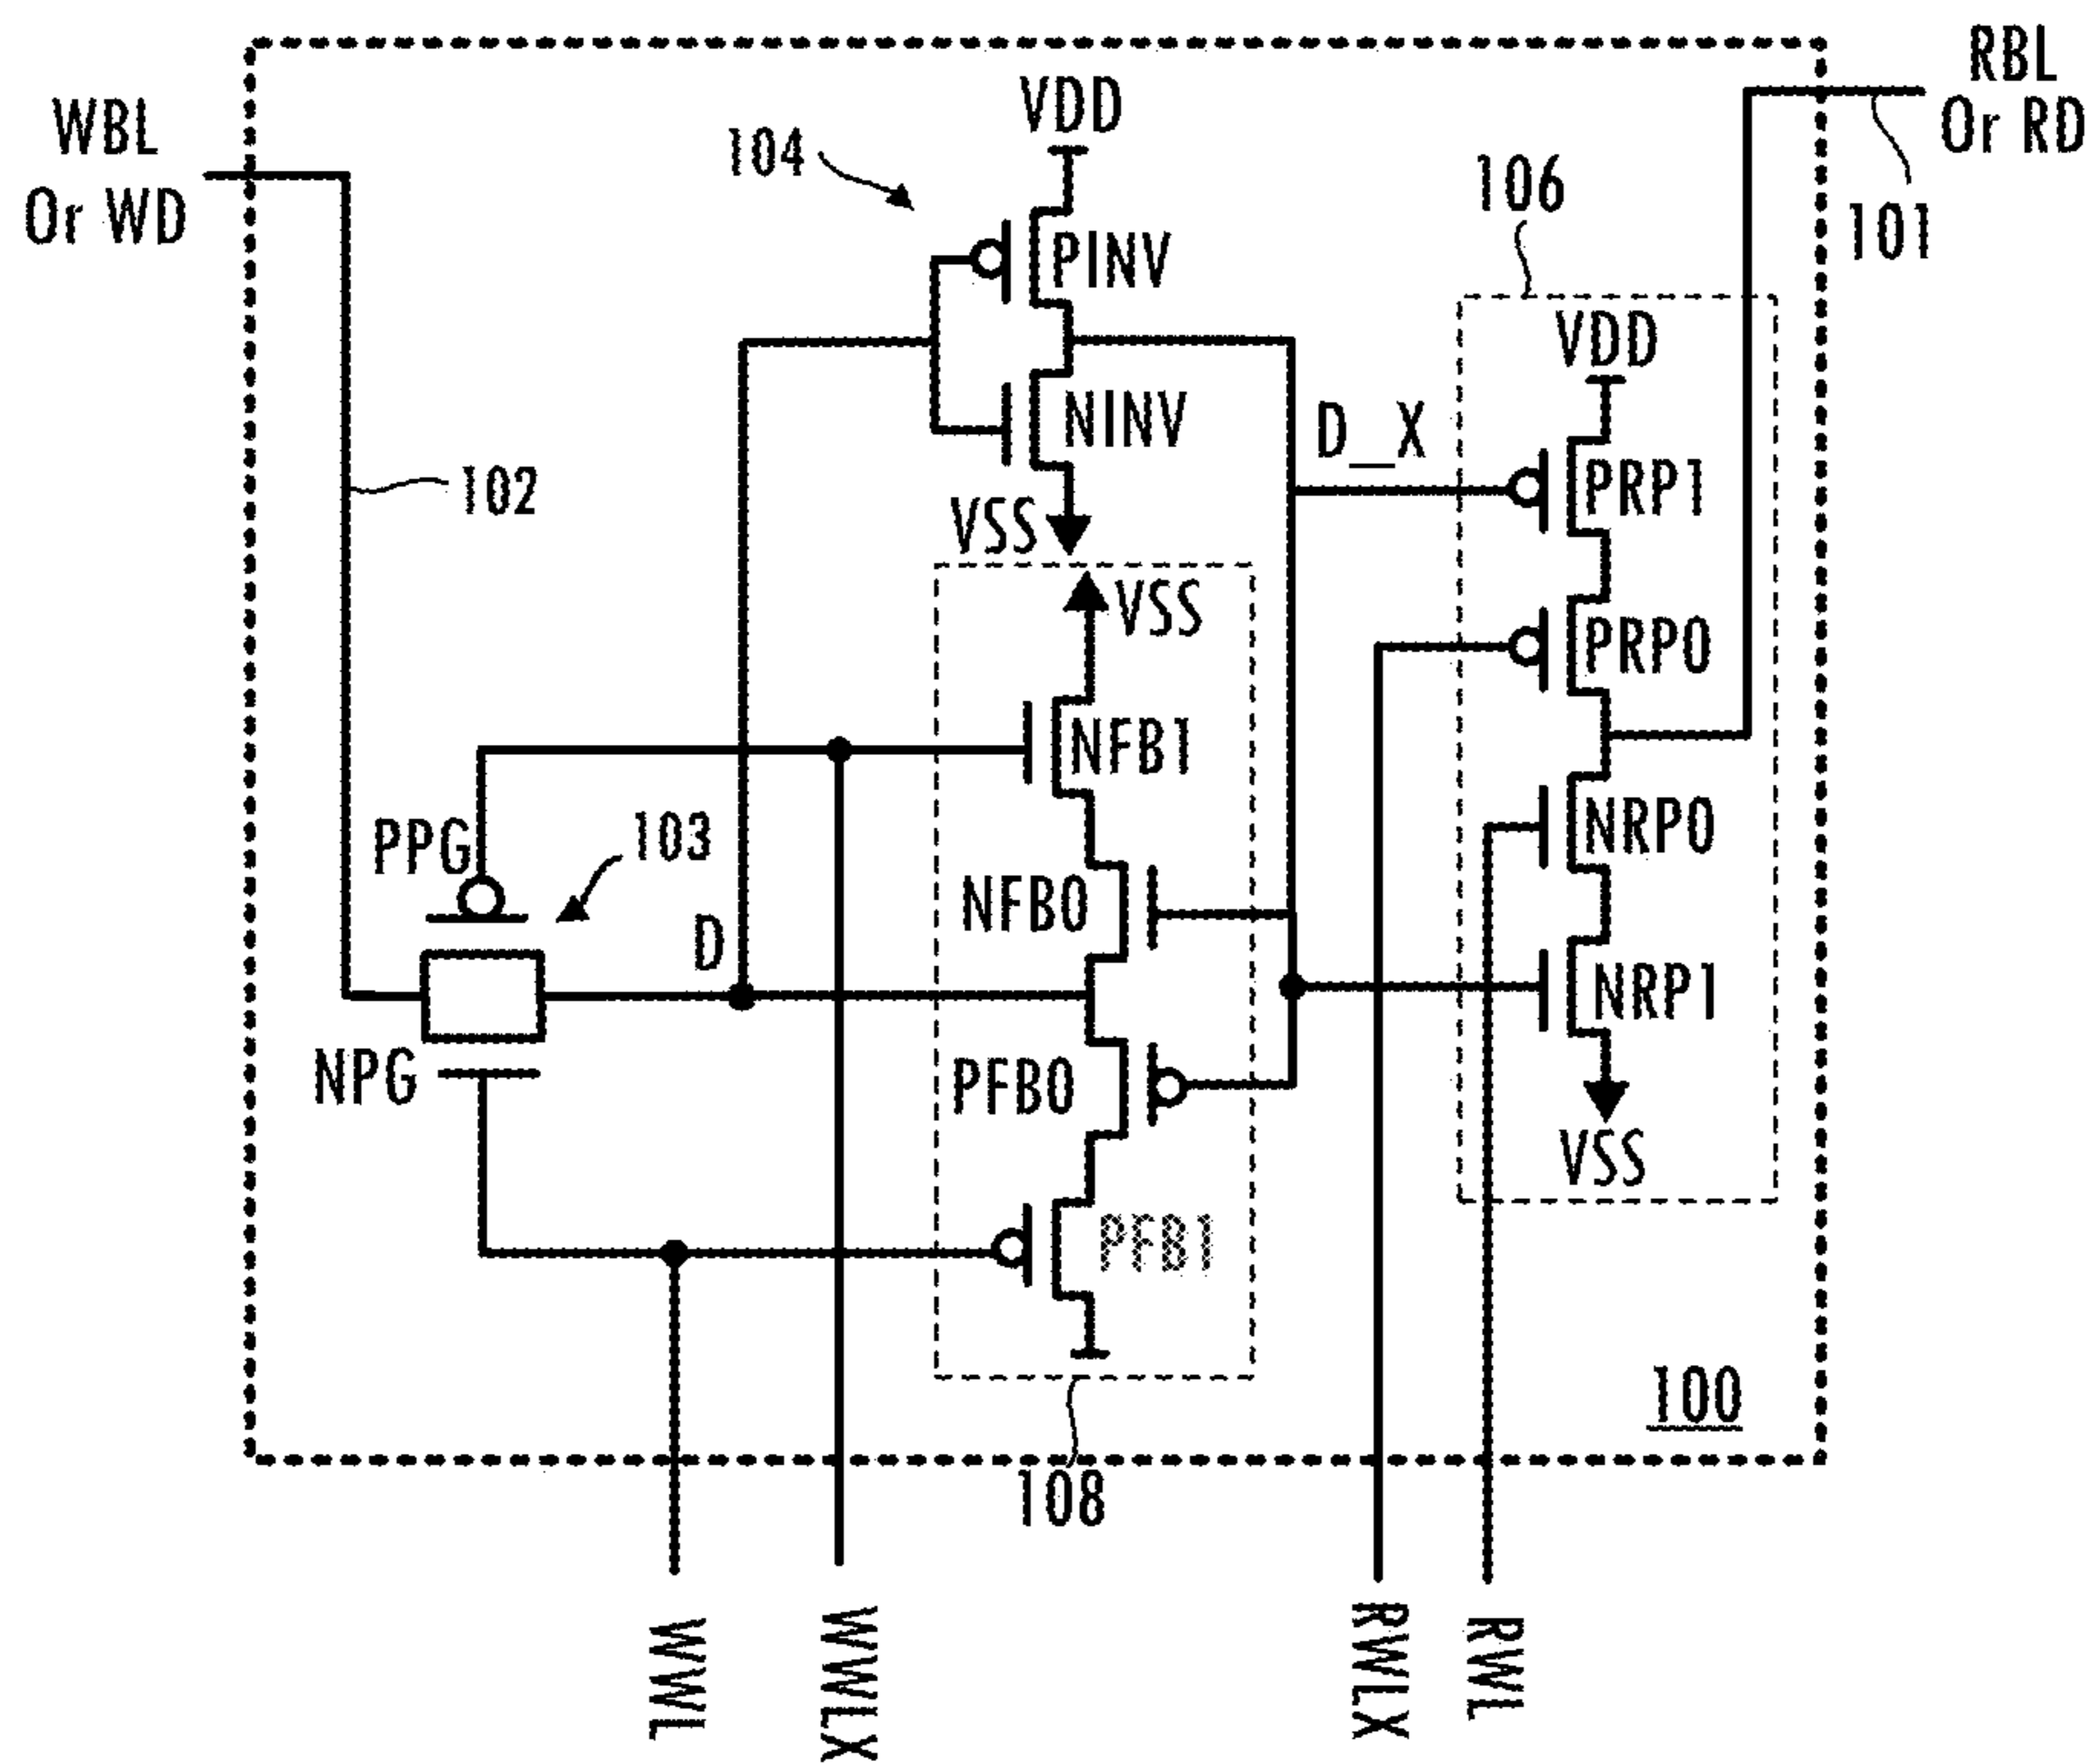 WBL
Or WD
102
104
VDD
PINV
NINV
VSS
D_X
106
VDD
PRP1
PRP0
NRP0
NRP1
VSS
RBL
Or RD
101
VSS
NFB1
NFB0
PFB0
PFB1
108
PPG
103
D
NPG
100
WWL
WWLX
RWLX
RWL